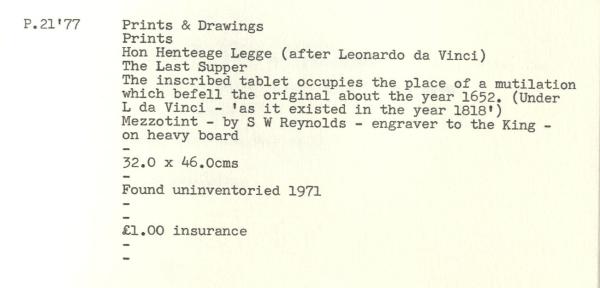 P.21'77 Prints & Drawings
Prints
Hon Henteage Legge (after Leonardo da Vinci)
The Last Supper
The inscribed tablet occupies the place of a mutilation
which befell the original about the year 1652. (Under
L da Vinci - 'as it existed in the year 1818')
Mezzotint - by S W Reynolds - engraver to the King -
on heavy board
-
32.0 x 46.0cms
-
Found uninventoried 1971
-
-
£1.00 insurance
-
-